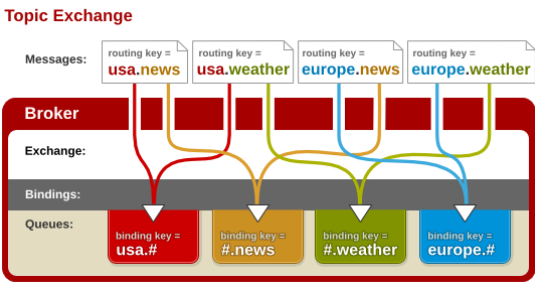 Topic Exchange
Messages:
routing key =
usa.news
routing key =
usa.weather
routing key =
europe.news
routing key =
europe.weather
Broker
Exchange:
Bindings:
Queues:
binding key =
usa.#
binding key =
#.news
binding key =
#.weather
binding key =
europe.#